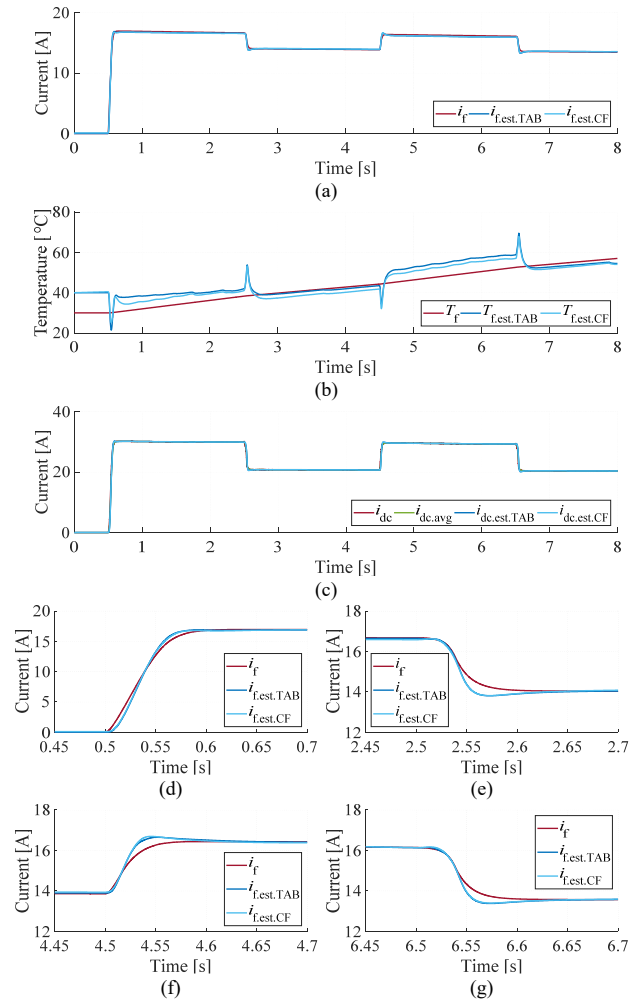 20
10
0
Current [A]
0 1 2 3 4 5 6 7 8
i_f i_f.est.TAB i_f.est.CF
Time [s]
(a)
80
60
40
20
Temperature [°C]
0 1 2 3 4 5 6 7 8
T_f T_f.est.TAB T_f.est.CF
Time [s]
(b)
40
20
0
Current [A]
0 1 2 3 4 5 6 7 8
i_dc i_dc.avg i_dc.est.TAB i_dc.est.CF
Time [s]
(c)
20
15
10
5
0
Current [A]
i_f
i_f.est.TAB
i_f.est.CF
0.45 0.5 0.55 0.6 0.65 0.7
Time [s]
(d)
18
16
14
12
Current [A]
i_f
i_f.est.TAB
i_f.est.CF
2.45 2.5 2.55 2.6 2.65 2.7
Time [s]
(e)
18
16
14
12
Current [A]
i_f
i_f.est.TAB
i_f.est.CF
4.45 4.5 4.55 4.6 4.65 4.7
Time [s]
(f)
18
16
14
12
Current [A]
i_f
i_f.est.TAB
i_f.est.CF
6.45 6.5 6.55 6.6 6.65 6.7
Time [s]
(g)